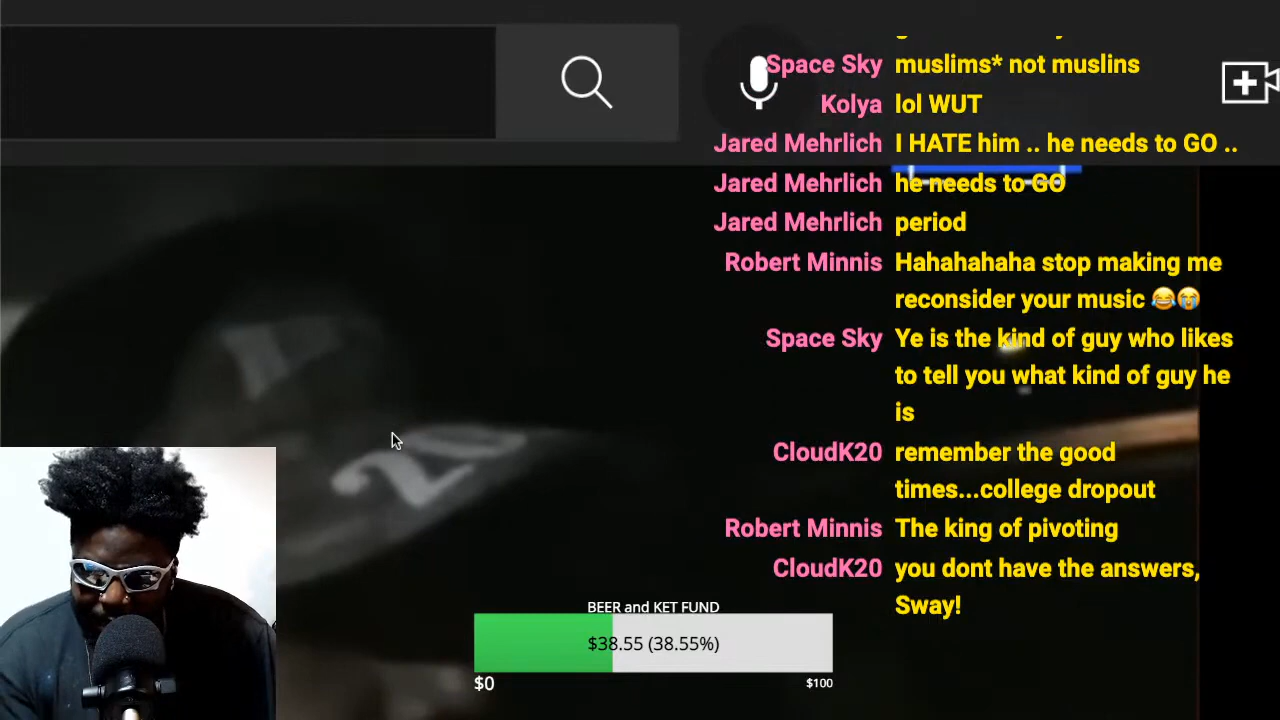 Space Sky muslims* not muslins
Kolya lol WUT
Jared Mehrlich I HATE him .. he needs to GO ..
Jared Mehrlich he needs to GO
Jared Mehrlich period
Robert Minnis Hahahahaha stop making me
reconsider your music 😂😭
Space Sky Ye is the kind of guy who likes
to tell you what kind of guy he
is
CloudK20 remember the good
times...college dropout
Robert Minnis The king of pivoting
CloudK20 you dont have the answers,
Sway!
20
BEER and KET FUND
$38.55 (38.55%)
$0 $100